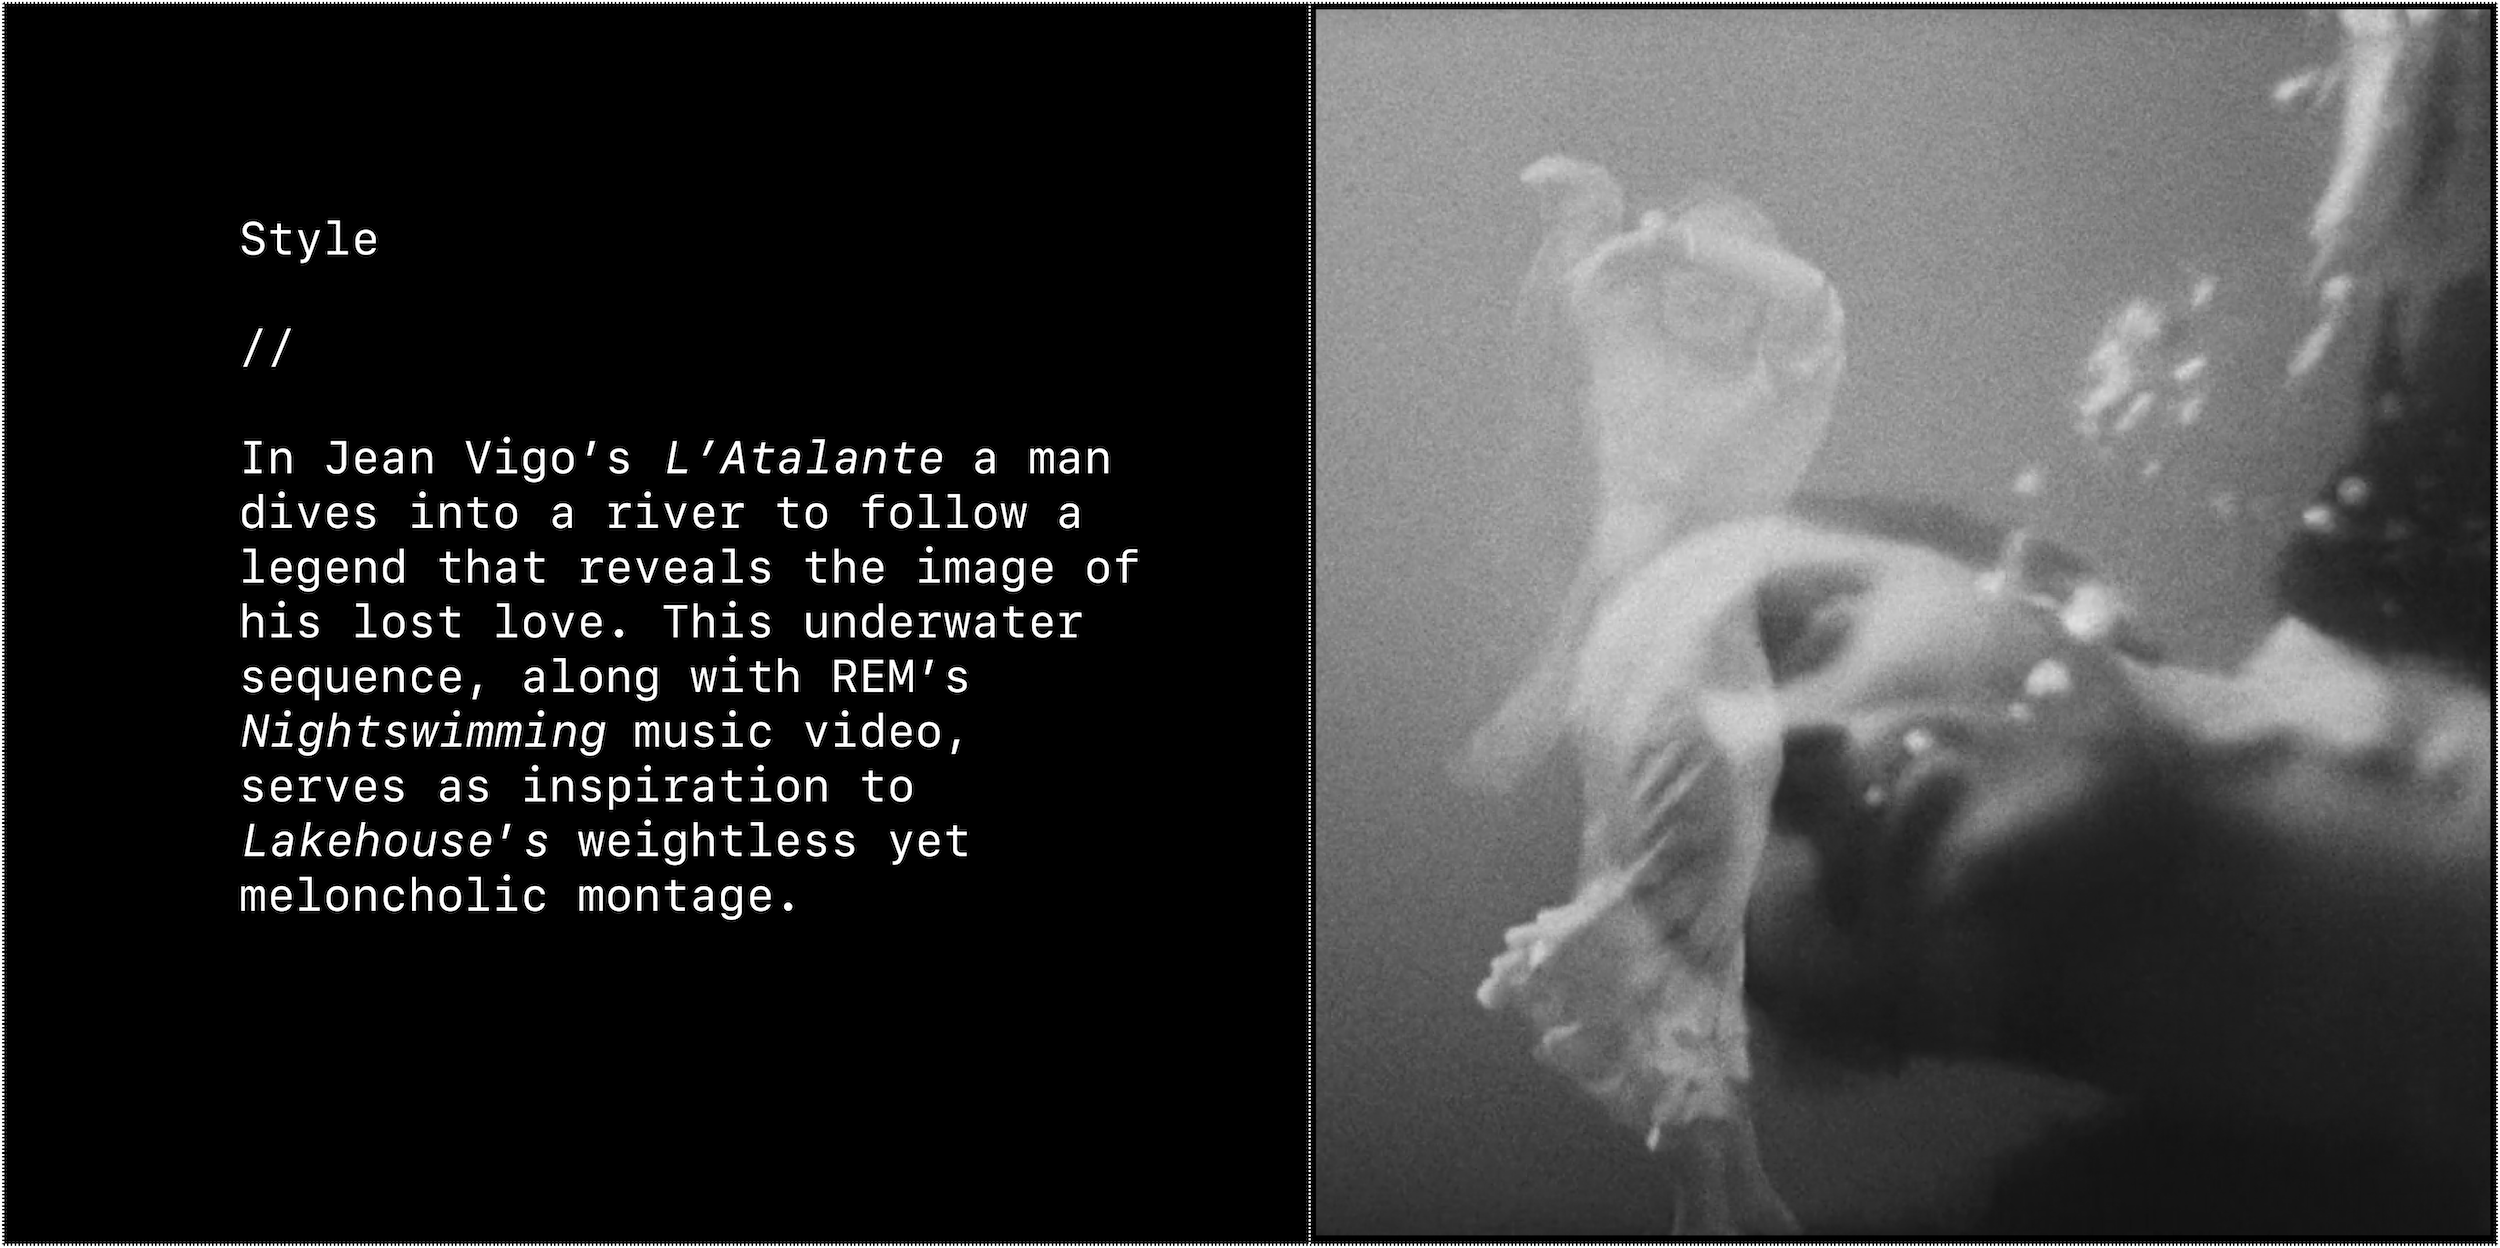 Style
//
In Jean Vigo’s L’Atalante a man
dives into a river to follow a
legend that reveals the image of
his lost love. This underwater
sequence, along with REM’s
Nightswimming music video,
serves as inspiration to
Lakehouse’s weightless yet
meloncholic montage.